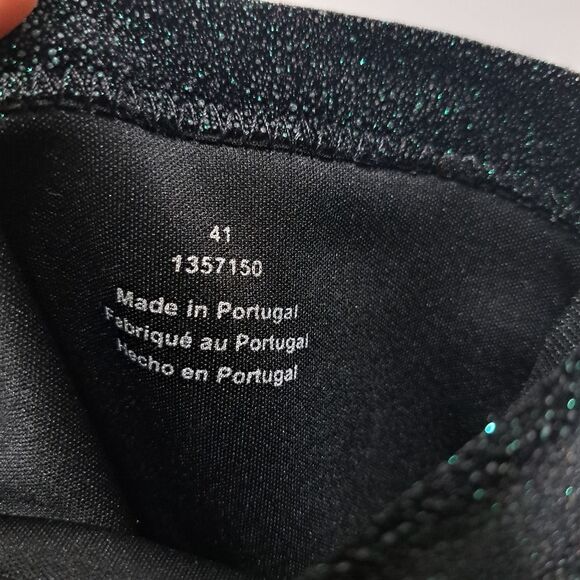 41
1357150
Made in Portugal
Fabriqué au Portugal
Hecho en Portugal